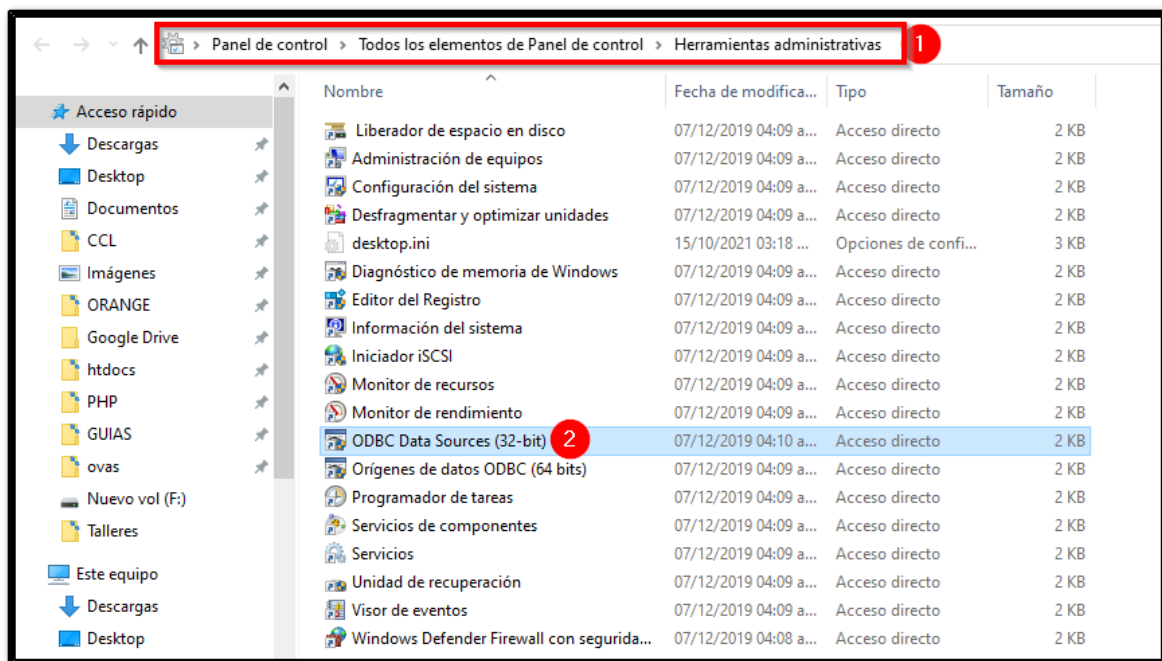 Panel de control > Todos los elementos de Panel de control > Herramientas administrativas 1
Nombre Fecha de modifica... Tipo Tamaño
Acceso rápido
Descargas
Desktop
Documentos
CCL
Imágenes
ORANGE
Google Drive
htdocs
PHP
GUIAS
ovas
Nuevo vol (F:)
Talleres
Este equipo
Descargas
Desktop
Liberador de espacio en disco 07/12/2019 04:09 a... Acceso directo 2 KB
Administración de equipos 07/12/2019 04:09 a... Acceso directo 2 KB
Configuración del sistema 07/12/2019 04:09 a... Acceso directo 2 KB
Desfragmentar y optimizar unidades 07/12/2019 04:09 a... Acceso directo 2 KB
desktop.ini 15/10/2021 03:18 ... Opciones de confi... 3 KB
Diagnóstico de memoria de Windows 07/12/2019 04:09 a... Acceso directo 2 KB
Editor del Registro 07/12/2019 04:09 a... Acceso directo 2 KB
Información del sistema 07/12/2019 04:09 a... Acceso directo 2 KB
Iniciador iSCSI 07/12/2019 04:09 a... Acceso directo 2 KB
Monitor de recursos 07/12/2019 04:09 a... Acceso directo 2 KB
Monitor de rendimiento 07/12/2019 04:09 a... Acceso directo 2 KB
ODBC Data Sources (32-bit) 2 07/12/2019 04:10 a... Acceso directo 2 KB
Orígenes de datos ODBC (64 bits) 07/12/2019 04:09 a... Acceso directo 2 KB
Programador de tareas 07/12/2019 04:09 a... Acceso directo 2 KB
Servicios de componentes 07/12/2019 04:09 a... Acceso directo 2 KB
Servicios 07/12/2019 04:09 a... Acceso directo 2 KB
Unidad de recuperación 07/12/2019 04:09 a... Acceso directo 2 KB
Visor de eventos 07/12/2019 04:09 a... Acceso directo 2 KB
Windows Defender Firewall con segurida... 07/12/2019 04:08 a... Acceso directo 2 KB